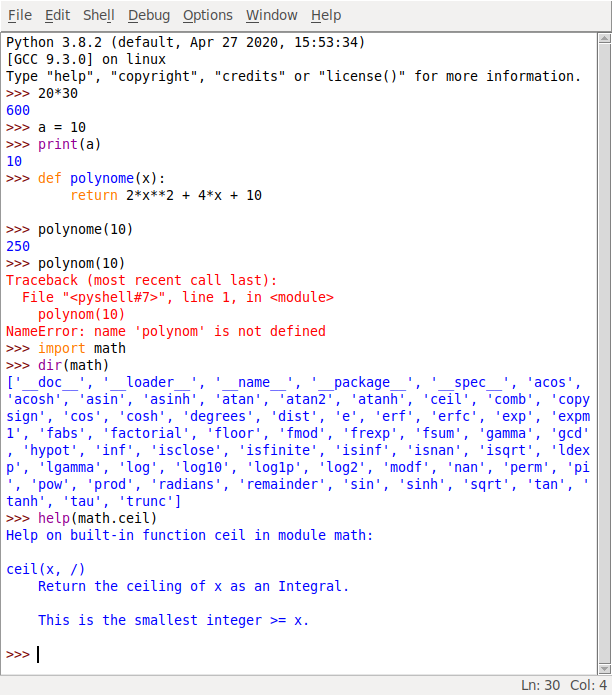 File Edit Shell Debug Options Window Help
Python 3.8.2 (default, Apr 27 2020, 15:53:34)
[GCC 9.3.0] on linux
Type "help", "copyright", "credits" or "license()" for more information.
>>> 20*30
600
>>> a = 10
>>> print(a)
10
>>> def polynome(x):
        return 2*x**2 + 4*x + 10

>>> polynome(10)
250
>>> polynom(10)
Traceback (most recent call last):
  File "<pyshell#7>", line 1, in <module>
    polynom(10)
NameError: name 'polynom' is not defined
>>> import math
>>> dir(math)
['__doc__', '__loader__', '__name__', '__package__', '__spec__', 'acos',
'acosh', 'asin', 'asinh', 'atan', 'atan2', 'atanh', 'ceil', 'comb', 'copy
sign', 'cos', 'cosh', 'degrees', 'dist', 'e', 'erf', 'erfc', 'exp', 'expm
1', 'fabs', 'factorial', 'floor', 'fmod', 'frexp', 'fsum', 'gamma', 'gcd'
, 'hypot', 'inf', 'isclose', 'isfinite', 'isinf', 'isnan', 'isqrt', 'ldex
p', 'lgamma', 'log', 'log10', 'log1p', 'log2', 'modf', 'nan', 'perm', 'pi
', 'pow', 'prod', 'radians', 'remainder', 'sin', 'sinh', 'sqrt', 'tan', '
tanh', 'tau', 'trunc']
>>> help(math.ceil)
Help on built-in function ceil in module math:

ceil(x, /)
    Return the ceiling of x as an Integral.

    This is the smallest integer >= x.

>>>
Ln: 30 Col: 4